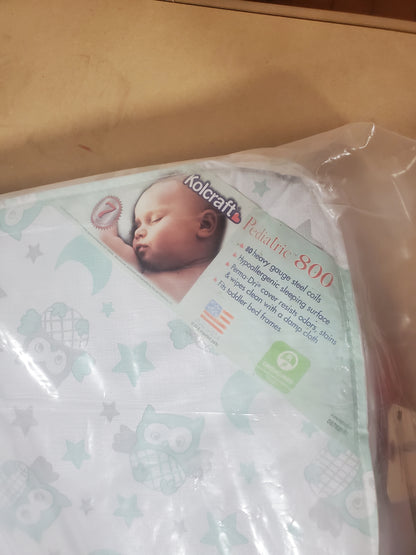 Kolcraft
Pediatric 800
80 heavy gauge steel coils
Hypoallergenic sleeping surface
Perma-Dri® cover resists odors, stains
& wipes clean with a damp cloth
Fits toddler bed frames